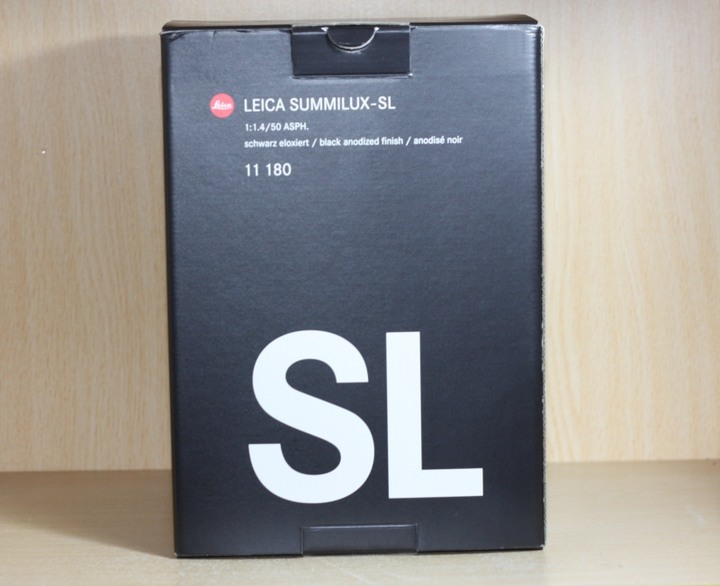 Leica
LEICA SUMMILUX-SL
1:1.4/50 ASPH.
schwarz eloxiert / black anodized finish / anodisé noir
11 180
SL